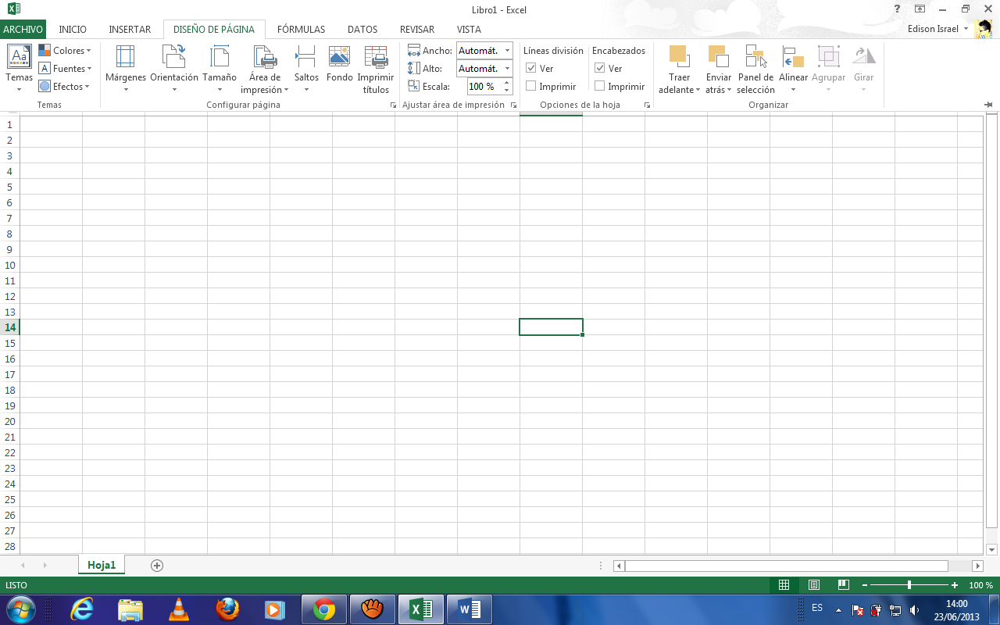 Libro1 - Excel
?
ARCHIVO INICIO INSERTAR DISEÑO DE PÁGINA FÓRMULAS DATOS REVISAR VISTA Edison Israel
Aa
Temas
Colores
A Fuentes
Efectos
Temas
Márgenes Orientación Tamaño Área de impresión Saltos Fondo Imprimir títulos
Configurar página
Ancho: Automát.
Alto: Automát.
Escala: 100 %
Ajustar área de impresión
Líneas división Encabezados
Ver Ver
Imprimir Imprimir
Opciones de la hoja
Traer adelante Enviar atrás Panel de selección Alinear Agrupar Girar
Organizar
1
2
3
4
5
6
7
8
9
10
11
12
13
14
15
16
17
18
19
20
21
22
23
24
25
26
27
28
Hoja1
LISTO 100 %
ES 14:00
23/06/2013